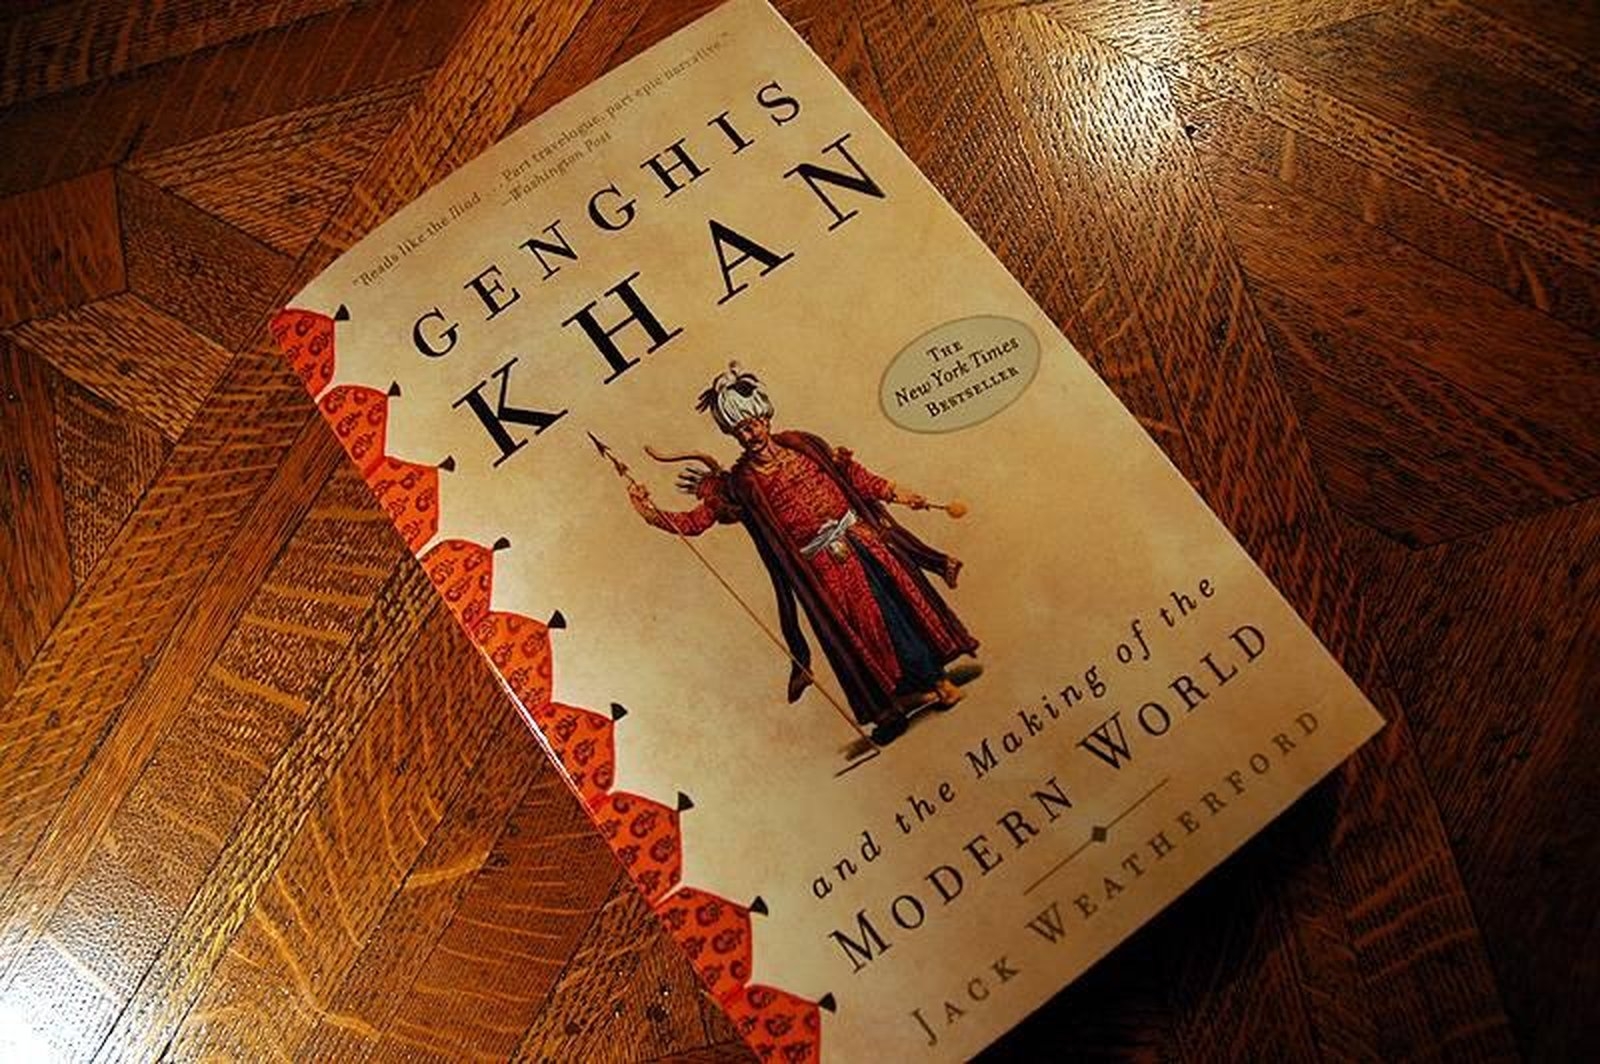 "Reads like the Iliad . . . Part travelogue, part epic narrative."
—Washington Post
GENGHIS
KHAN
THE
New York Times
BESTSELLER
and the Making of the
MODERN WORLD
JACK WEATHERFORD